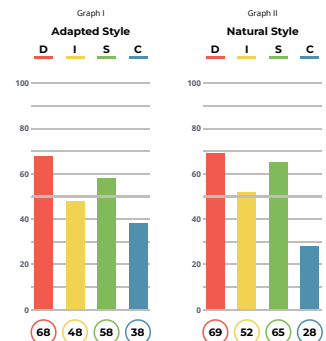 Graph I
Adapted Style
D I S C
100
80
60
40
20
0
68 48 58 38
Graph II
Natural Style
D I S C
100
80
60
40
20
0
69 52 65 28